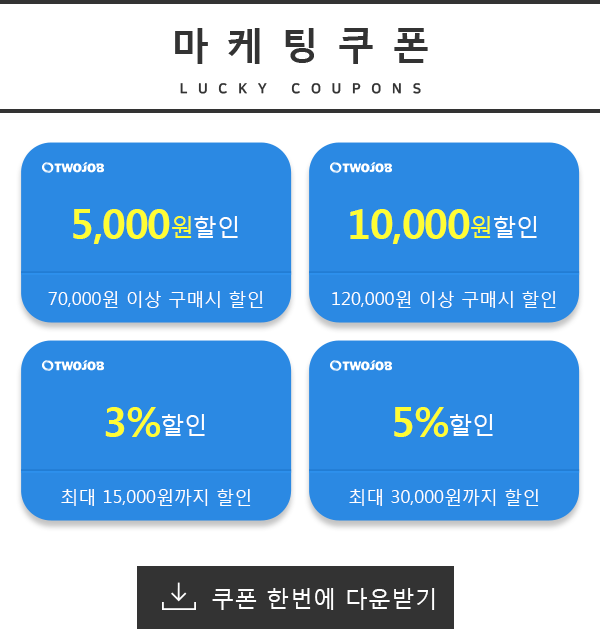 마케팅쿠폰
LUCKY COUPONS
TWOJOB
5,000원할인
70,000원 이상 구매시 할인
TWOJOB
10,000원할인
120,000원 이상 구매시 할인
TWOJOB
3%할인
최대 15,000원까지 할인
TWOJOB
5%할인
최대 30,000원까지 할인
쿠폰 한번에 다운받기